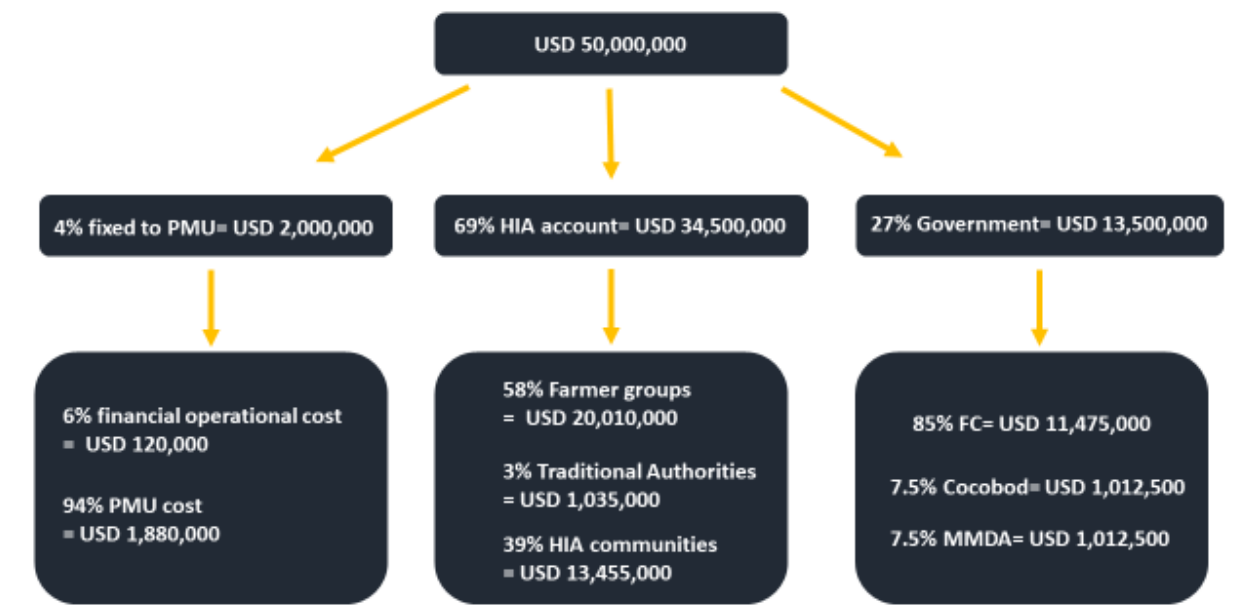 USD 50,000,000
4% fixed to PMU= USD 2,000,000
69% HIA account= USD 34,500,000
27% Government= USD 13,500,000
6% financial operational cost
= USD 120,000
94% PMU cost
= USD 1,880,000
58% Farmer groups
= USD 20,010,000
3% Traditional Authorities
= USD 1,035,000
39% HIA communities
= USD 13,455,000
85% FC= USD 11,475,000
7.5% Cocobod= USD 1,012,500
7.5% MMDA= USD 1,012,500